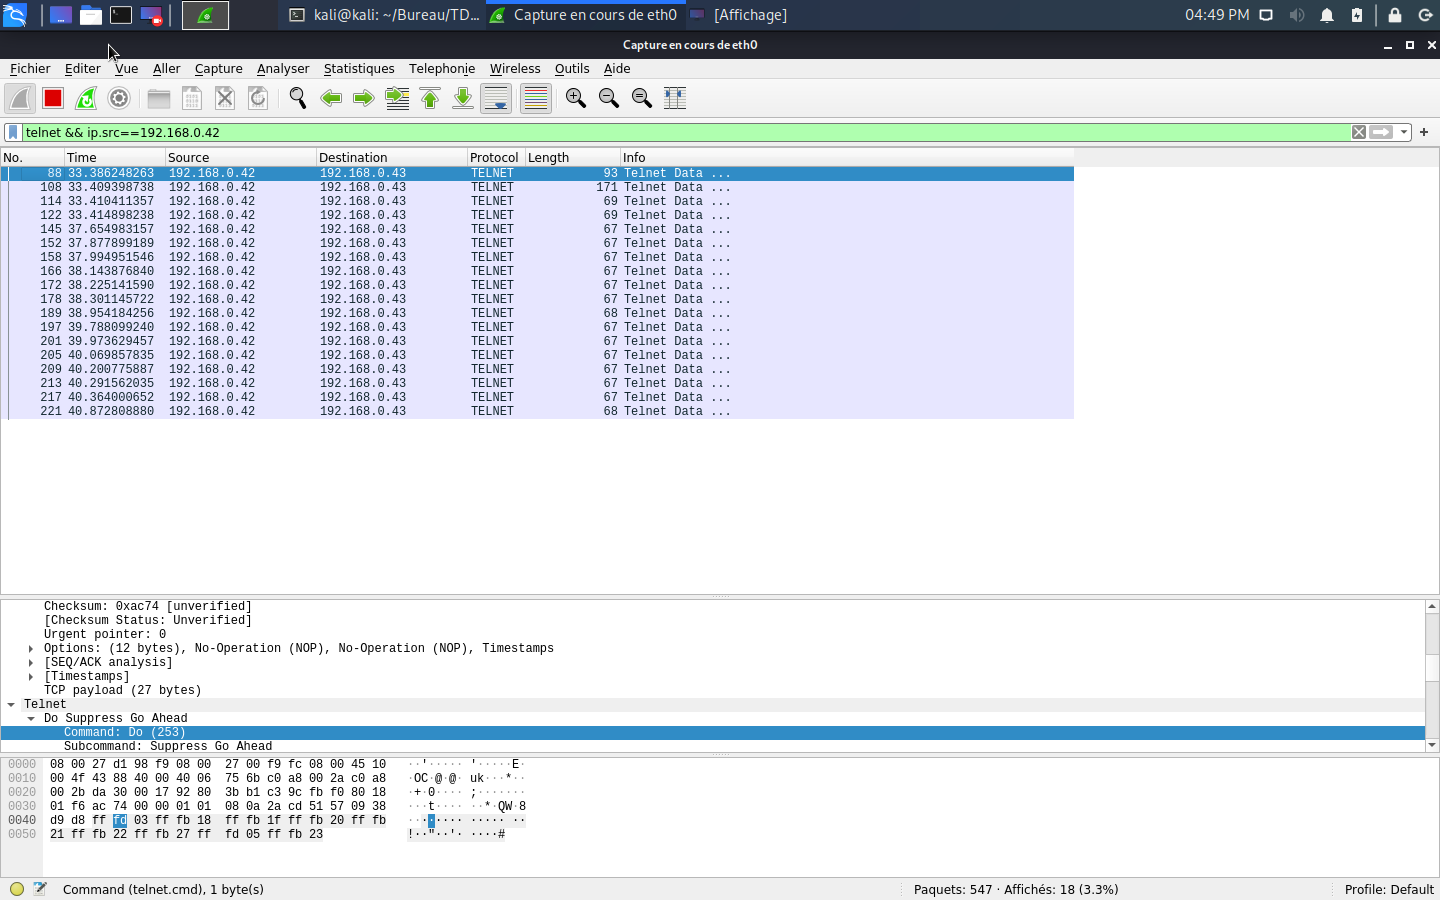 kali@kali: ~/Bureau/TD... Capture en cours de eth0 [Affichage] 04:49 PM
Capture en cours de eth0
Fichier Editer Vue Aller Capture Analyser Statistiques Telephonie Wireless Outils Aide
telnet && ip.src==192.168.0.42
No. Time Source Destination Protocol Length Info
88 33.386248263 192.168.0.42 192.168.0.43 TELNET 93 Telnet Data ...
108 33.409398738 192.168.0.42 192.168.0.43 TELNET 171 Telnet Data ...
114 33.410411357 192.168.0.42 192.168.0.43 TELNET 69 Telnet Data ...
122 33.414898238 192.168.0.42 192.168.0.43 TELNET 69 Telnet Data ...
145 37.654983157 192.168.0.42 192.168.0.43 TELNET 67 Telnet Data ...
152 37.877899189 192.168.0.42 192.168.0.43 TELNET 67 Telnet Data ...
158 37.994951546 192.168.0.42 192.168.0.43 TELNET 67 Telnet Data ...
166 38.143876840 192.168.0.42 192.168.0.43 TELNET 67 Telnet Data ...
172 38.225141590 192.168.0.42 192.168.0.43 TELNET 67 Telnet Data ...
178 38.301145722 192.168.0.42 192.168.0.43 TELNET 67 Telnet Data ...
189 38.954184256 192.168.0.42 192.168.0.43 TELNET 68 Telnet Data ...
197 39.788099240 192.168.0.42 192.168.0.43 TELNET 67 Telnet Data ...
201 39.973629457 192.168.0.42 192.168.0.43 TELNET 67 Telnet Data ...
205 40.069857835 192.168.0.42 192.168.0.43 TELNET 67 Telnet Data ...
209 40.200775887 192.168.0.42 192.168.0.43 TELNET 67 Telnet Data ...
213 40.291562035 192.168.0.42 192.168.0.43 TELNET 67 Telnet Data ...
217 40.364000652 192.168.0.42 192.168.0.43 TELNET 67 Telnet Data ...
221 40.872808880 192.168.0.42 192.168.0.43 TELNET 68 Telnet Data ...
Checksum: 0xac74 [unverified]
[Checksum Status: Unverified]
Urgent pointer: 0
Options: (12 bytes), No-Operation (NOP), No-Operation (NOP), Timestamps
[SEQ/ACK analysis]
[Timestamps]
TCP payload (27 bytes)
Telnet
Do Suppress Go Ahead
Command: Do (253)
Subcommand: Suppress Go Ahead
0000 08 00 27 d1 98 f9 08 00 27 00 f9 fc 08 00 45 10 ··'····· '·····E·
0010 00 4f 43 88 40 00 40 06 75 6b c0 a8 00 2a c0 a8 ·OC·@·@· uk···*··
0020 00 2b da 30 00 17 92 80 3b b1 c3 9c fb f0 80 18 ·+·0···· ;·······
0030 01 f6 ac 74 00 00 01 01 08 0a 2a cd 51 57 09 38 ···t···· ··*·QW·8
0040 d9 d8 ff fd 03 ff fb 18 ff fb 1f ff fb 20 ff fb ········ ····· ··
0050 21 ff fb 22 ff fb 27 ff fd 05 ff fb 23 !··"··'· ····#
Command (telnet.cmd), 1 byte(s) Paquets: 547 · Affichés: 18 (3.3%) Profile: Default